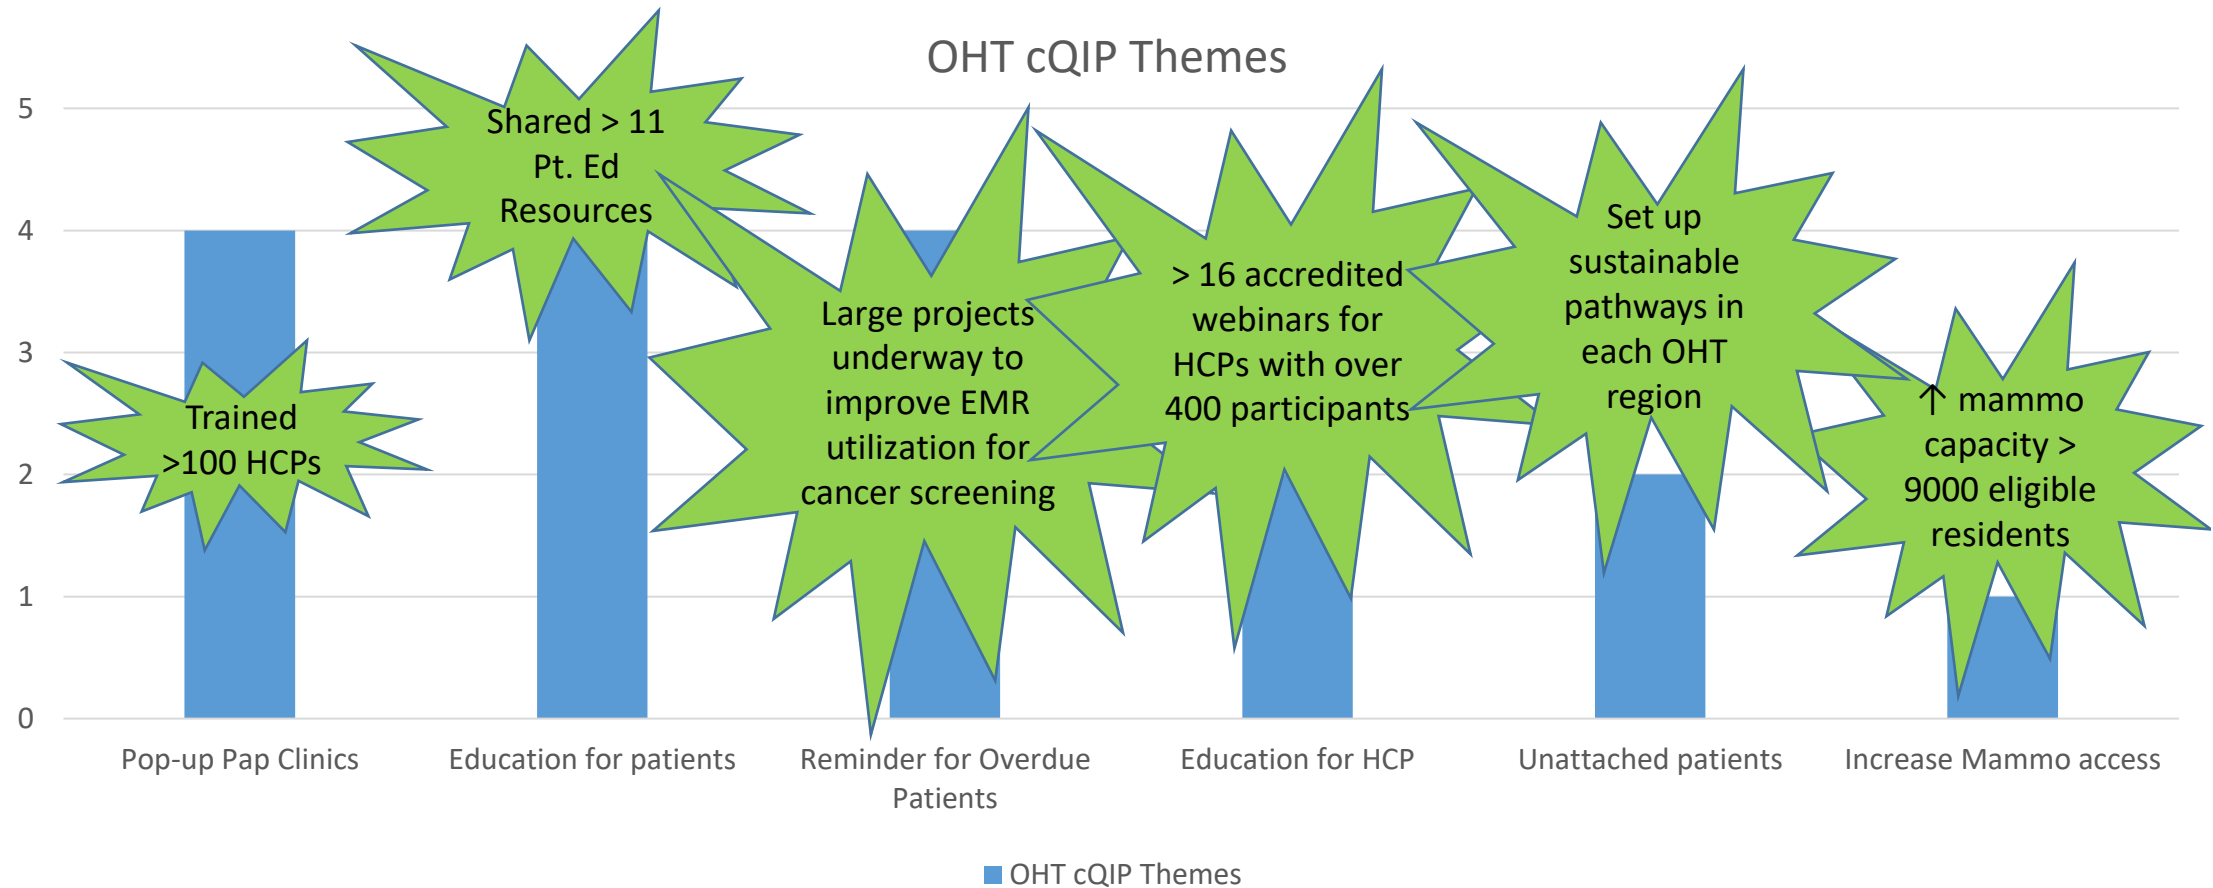 OHT cQIP Themes
5
4
3
2
1
0
Shared > 11
Pt. Ed
Resources
Trained
>100 HCPs
Large projects
underway to
improve EMR
utilization for
cancer screening
> 16 accredited
webinars for
HCPs with over
400 participants
Set up
sustainable
pathways in
each OHT
region
↑ mammo
capacity >
9000 eligible
residents
Pop-up Pap Clinics
Education for patients
Reminder for Overdue
Patients
Education for HCP
Unattached patients
Increase Mammo access
OHT cQIP Themes